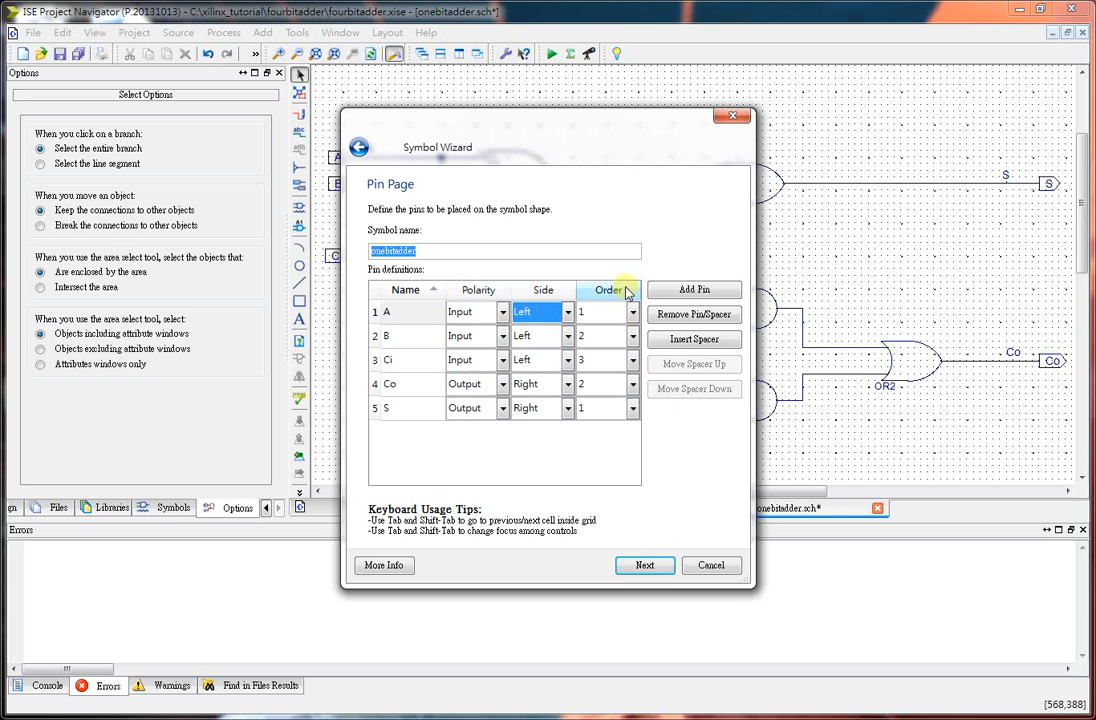 ISE Project Navigator (P.20131013) - C:\xilinx_tutorial\fourbitadder\fourbitadder.xise - [onebitadder.sch*]
File Edit View Project Source Process Add Tools Window Layout Help
Options
Select Options
When you click on a branch:
Select the entire branch
Select the line segment
When you move an object:
Keep the connections to other objects
Break the connections to other objects
When you use the area select tool, select the objects that:
Are enclosed by the area
Intersect the area
When you use the area select tool, select:
Objects including attribute windows
Objects excluding attribute windows
Attributes windows only
gn Files Libraries Symbols Options
A
B
C
S
S
Co
Co
OR2
onebitadder.sch*
Symbol Wizard
Pin Page
Define the pins to be placed on the symbol shape.
Symbol name:
onebitadder
Pin definitions:
Name Polarity Side Order
1 A Input Left 1
2 B Input Left 2
3 Ci Input Left 3
4 Co Output Right 2
5 S Output Right 1
Add Pin
Remove Pin/Spacer
Insert Spacer
Move Spacer Up
Move Spacer Down
Keyboard Usage Tips:
-Use Tab and Shift-Tab to go to previous/next cell inside grid
-Use Tab and Shift-Tab to change focus among controls
More Info Next Cancel
Errors
Console Errors Warnings Find in Files Results
[568,388]